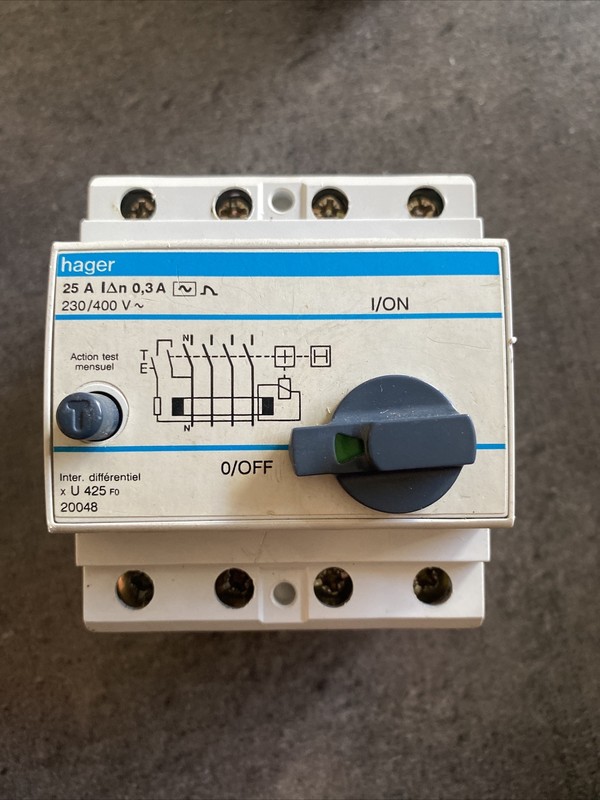 hager
25 A IΔn 0,3 A
230/400 V ~
I/ON
Action test
mensuel
N
T
E
N
T
0/OFF
Inter. différentiel
x U 425 F0
20048